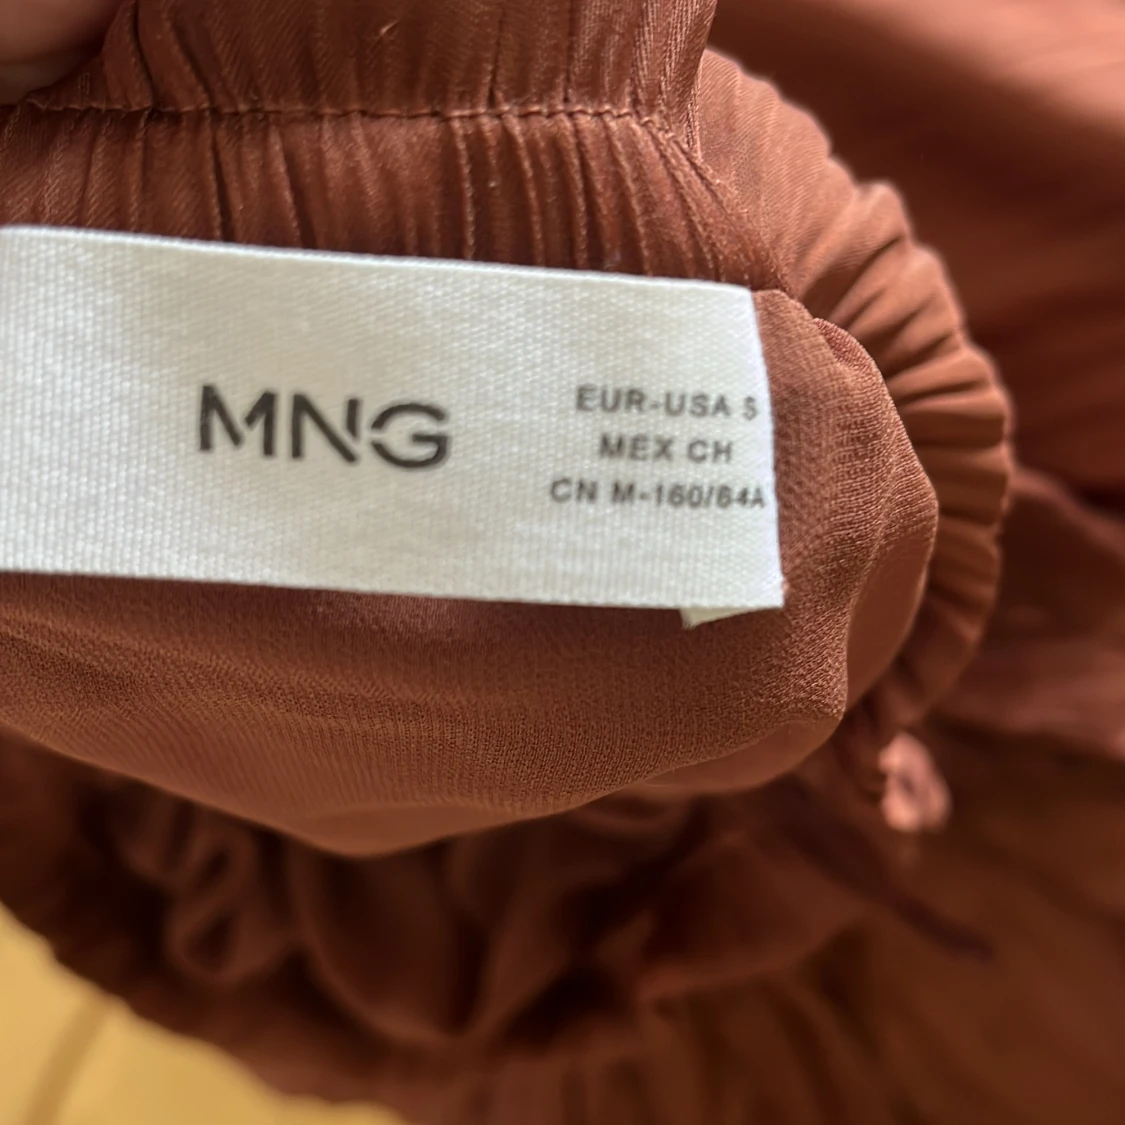 MNG
EUR-USA S
MEX CH
CN M-160/64A